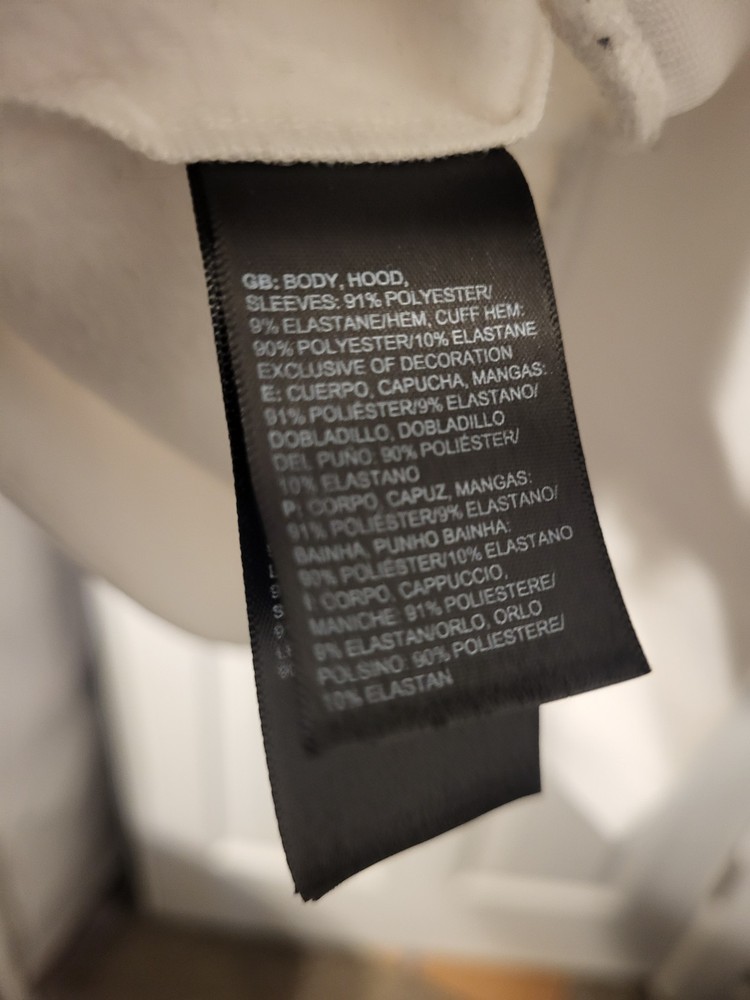 GB: BODY, HOOD,
SLEEVES: 91% POLYESTER/
9% ELASTANE/HEM, CUFF HEM:
90% POLYESTER/10% ELASTANE
EXCLUSIVE OF DECORATION
E: CUERPO, CAPUCHA, MANGAS:
91% POLIÉSTER/9% ELASTANO/
DOBLADILLO, DOBLADILLO
DEL PUÑO: 90% POLIÉSTER/
10% ELASTANO
P: CORPO, CAPUZ, MANGAS:
91% POLIÉSTER/9% ELASTANO/
BAINHA, PUNHO BAINHA:
90% POLIÉSTER/10% ELASTANO
I: CORPO, CAPPUCCIO,
MANICHE: 91% POLIESTERE/
9% ELASTAN/ORLO, ORLO
POLSINO: 90% POLIESTERE/
10% ELASTAN